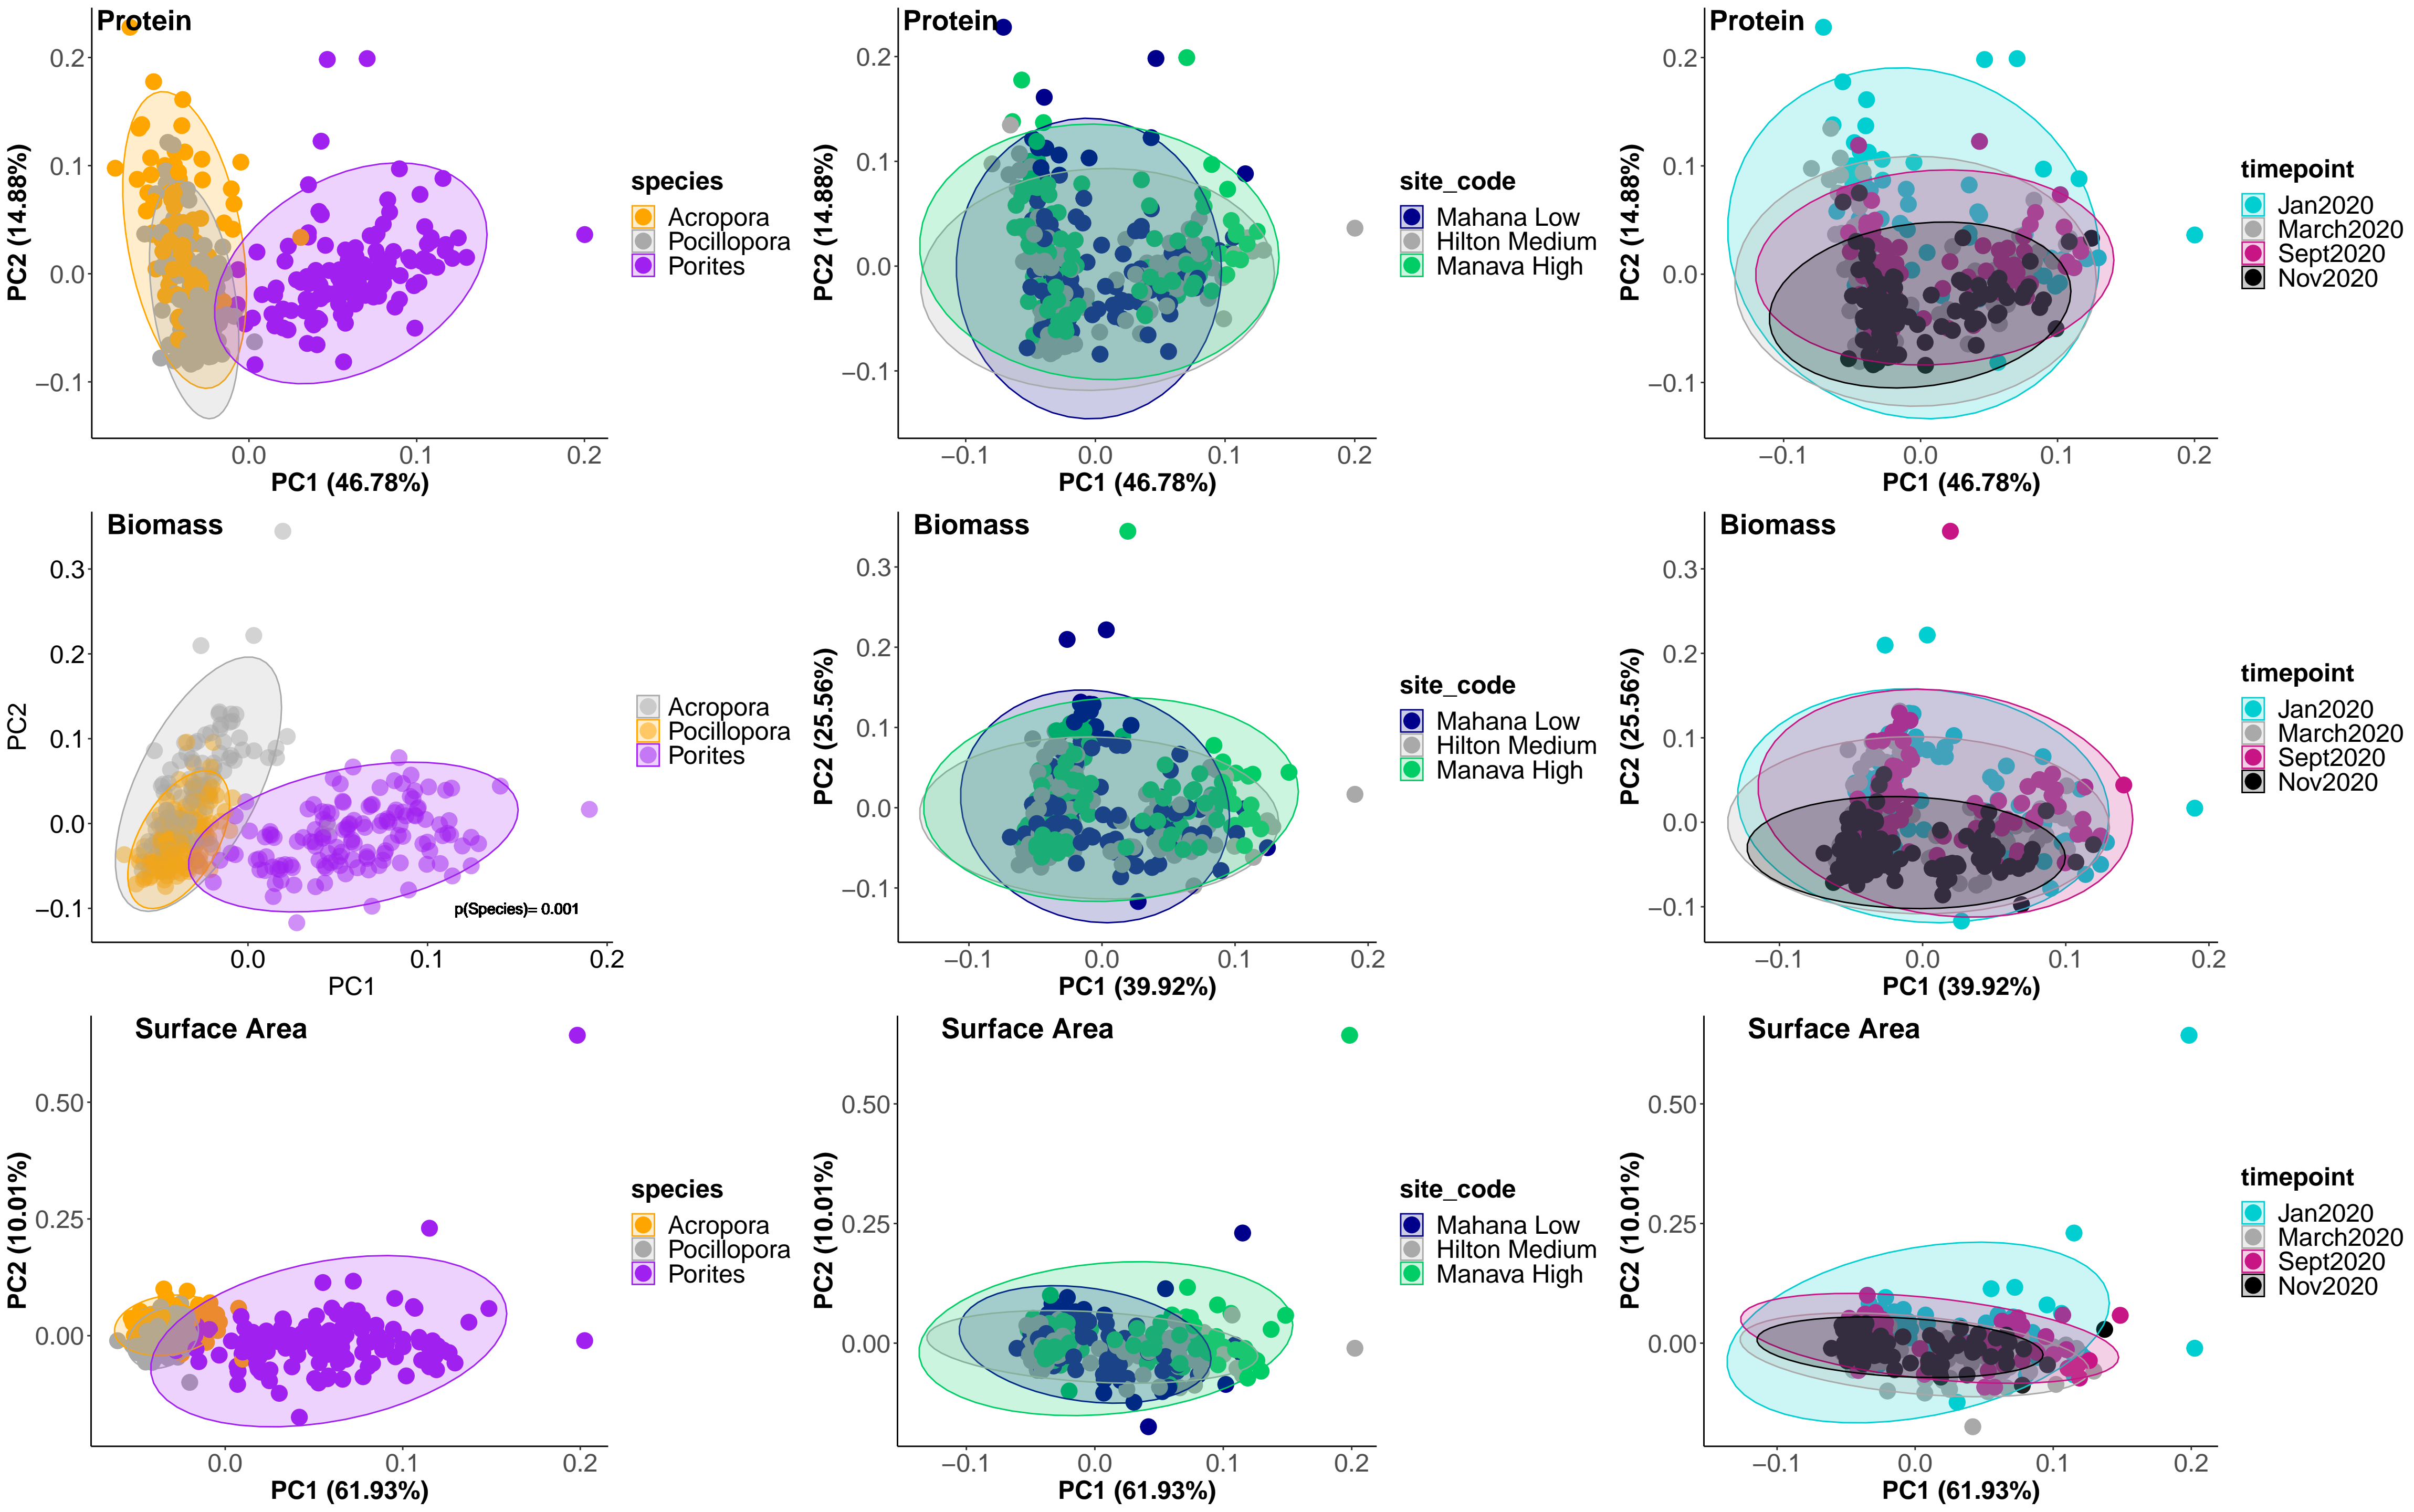 Protein
0.2
0.1
0.0
−0.1
PC2 (14.88%)
0.0 0.1 0.2
PC1 (46.78%)
species
Acropora
Pocillopora
Porites
Protein
0.2
0.1
0.0
−0.1
PC2 (14.88%)
−0.1 0.0 0.1 0.2
PC1 (46.78%)
site_code
Mahana Low
Hilton Medium
Manava High
Protein
0.2
0.1
0.0
−0.1
PC2 (14.88%)
−0.1 0.0 0.1 0.2
PC1 (46.78%)
timepoint
Jan2020
March2020
Sept2020
Nov2020
Biomass
0.3
0.2
0.1
0.0
−0.1
PC2
p(Species)= 0.001
0.0 0.1 0.2
PC1
Acropora
Pocillopora
Porites
Biomass
0.3
0.2
0.1
0.0
−0.1
PC2 (25.56%)
−0.1 0.0 0.1 0.2
PC1 (39.92%)
site_code
Mahana Low
Hilton Medium
Manava High
Biomass
0.3
0.2
0.1
0.0
−0.1
PC2 (25.56%)
−0.1 0.0 0.1 0.2
PC1 (39.92%)
timepoint
Jan2020
March2020
Sept2020
Nov2020
Surface Area
0.50
0.25
0.00
PC2 (10.01%)
0.0 0.1 0.2
PC1 (61.93%)
species
Acropora
Pocillopora
Porites
Surface Area
0.50
0.25
0.00
PC2 (10.01%)
−0.1 0.0 0.1 0.2
PC1 (61.93%)
site_code
Mahana Low
Hilton Medium
Manava High
Surface Area
0.50
0.25
0.00
PC2 (10.01%)
−0.1 0.0 0.1 0.2
PC1 (61.93%)
timepoint
Jan2020
March2020
Sept2020
Nov2020